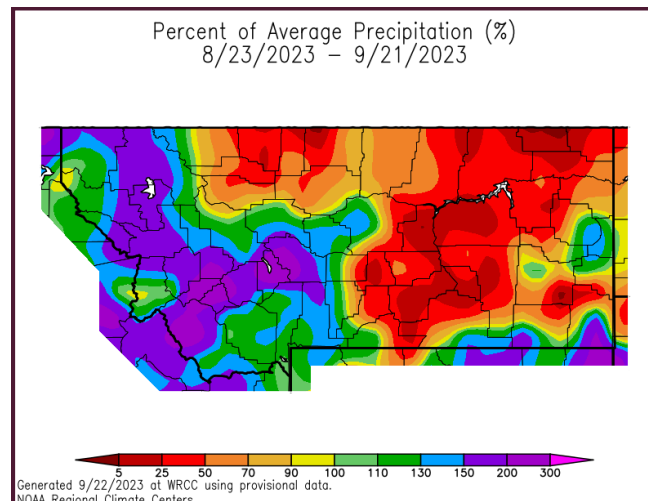 Percent of Average Precipitation (%)
8/23/2023 – 9/21/2023
5 25 50 70 90 100 110 130 150 200 300
Generated 9/22/2023 at WRCC using provisional data.
NOAA Regional Climate Centers